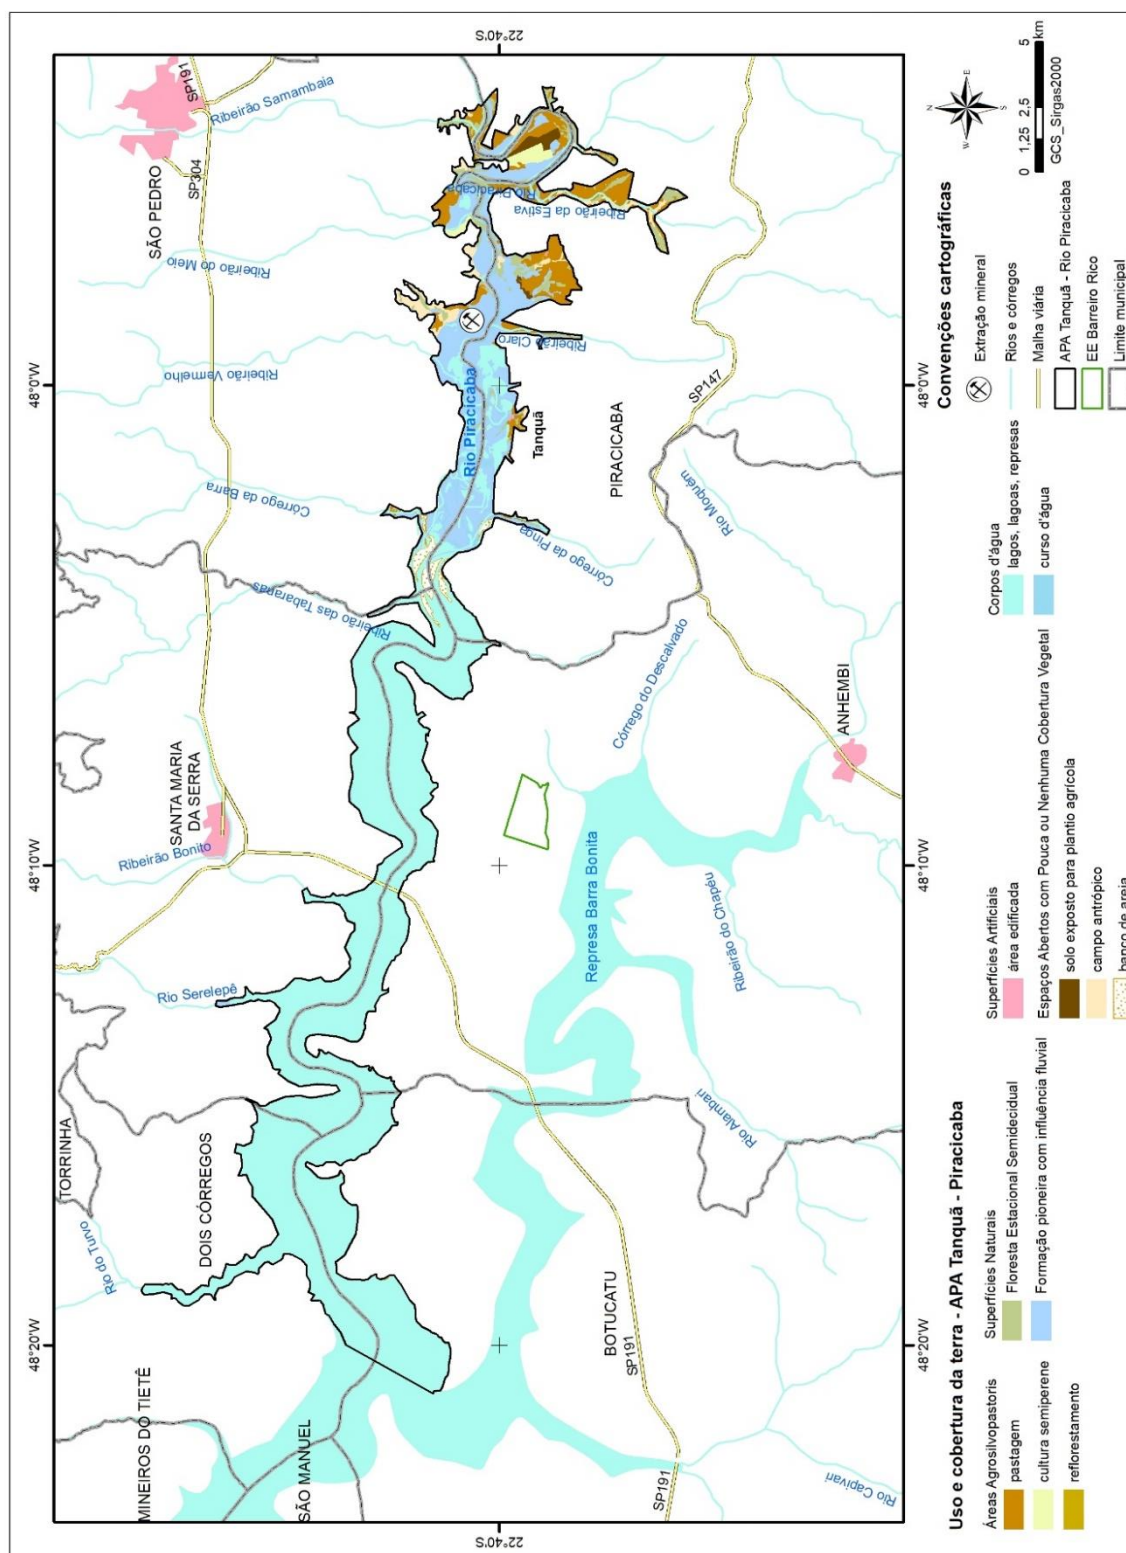 48°20'W
48°10'W
48°0'W
22°40'S
22°40'S
MINEIROS DO TIETÊ
TORRINHA
Rio do Turvo
DOIS CÓRREGOS
SÃO MANUEL
Rio Serelepê
Ribeirão Bonito
SANTA MARIA
DA SERRA
Ribeirão das Tabaranas
Córrego da Barra
Ribeirão Vermelho
Ribeirão do Meio
SÃO PEDRO
SP304
SP191
Ribeirão Samambaia
Rio Piracicaba
Rio Piracicaba
Ribeirão da Estiva
Ribeirão Claro
Tanquã
Córrego da Pinga
PIRACICABA
SP147
Rio Moquém
Córrego do Descalvado
Represa Barra Bonita
Ribeirão do Chapéu
ANHEMBI
Rio Alambari
BOTUCATU
SP191
SP191
Rio Capivari
Uso e cobertura da terra - APA Tanquã - Piracicaba
Áreas Agrosilvopastoris
pastagem
cultura semiperene
reflorestamento
Superfícies Naturais
Floresta Estacional Semidecidual
Formação pioneira com influência fluvial
Superfícies Artificiais
área edificada
Espaços Abertos com Pouca ou Nenhuma Cobertura Vegetal
solo exposto para plantio agrícola
campo antrópico
banco de areia
Corpos d'água
lagos, lagoas, represas
curso d'água
Convenções cartográficas
Extração mineral
Rios e córregos
Malha viária
APA Tanquã - Rio Piracicaba
EE Barreiro Rico
Limite municipal
N
E
S
W
0 1,25 2,5 5
km
GCS_Sirgas2000